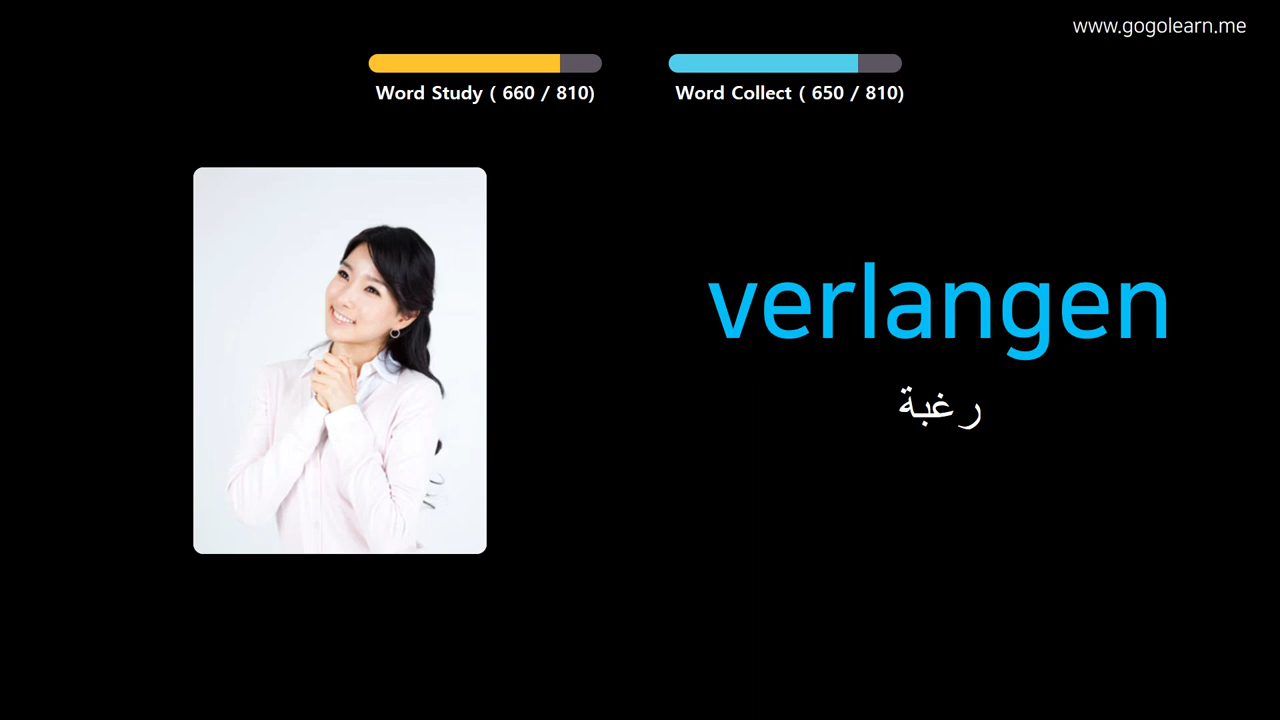 www.gogolearn.me
Word Study ( 660 / 810)
Word Collect ( 650 / 810)
verlangen
رغبة